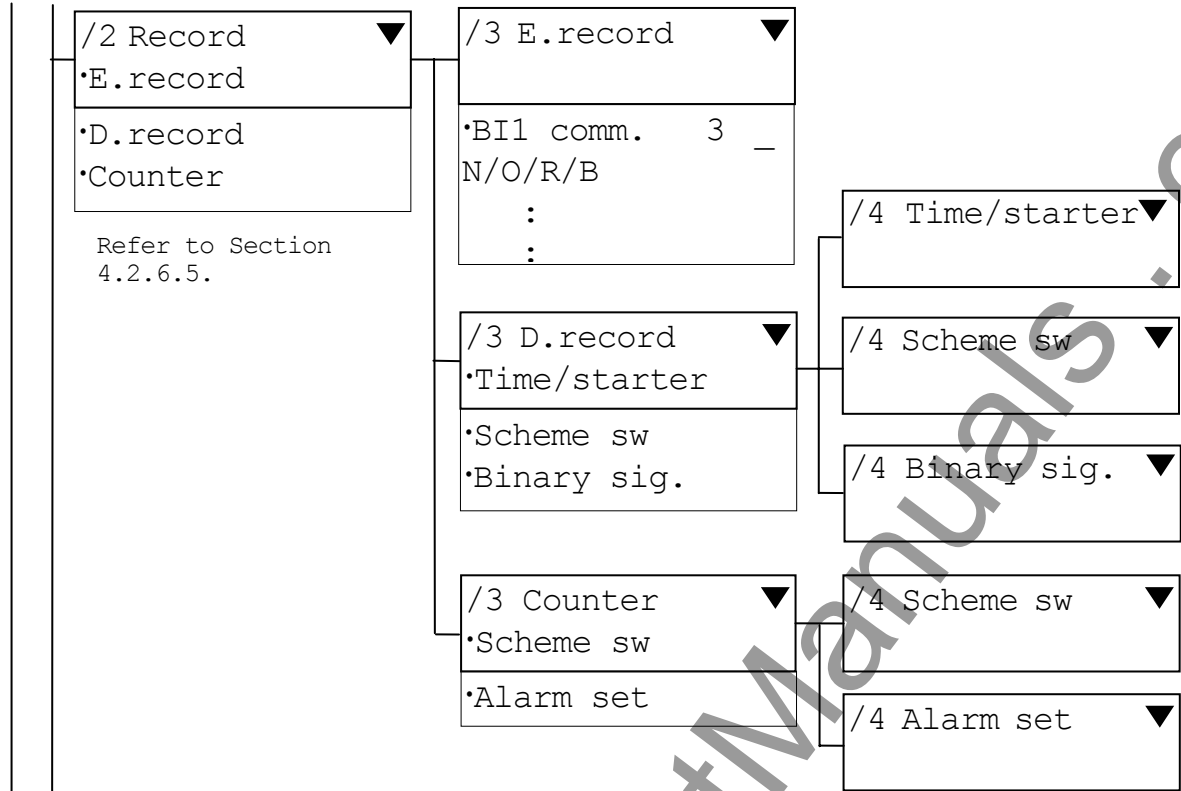 /2 Record ▼
·E.record
·D.record
·Counter
Refer to Section
4.2.6.5.
/3 E.record ▼
·BI1 comm. 3 _
N/O/R/B
:
:
/3 D.record ▼
·Time/starter
·Scheme sw
·Binary sig.
/4 Time/starter▼
/4 Scheme sw ▼
/4 Binary sig. ▼
/3 Counter ▼
·Scheme sw
·Alarm set
/4 Scheme sw ▼
/4 Alarm set ▼